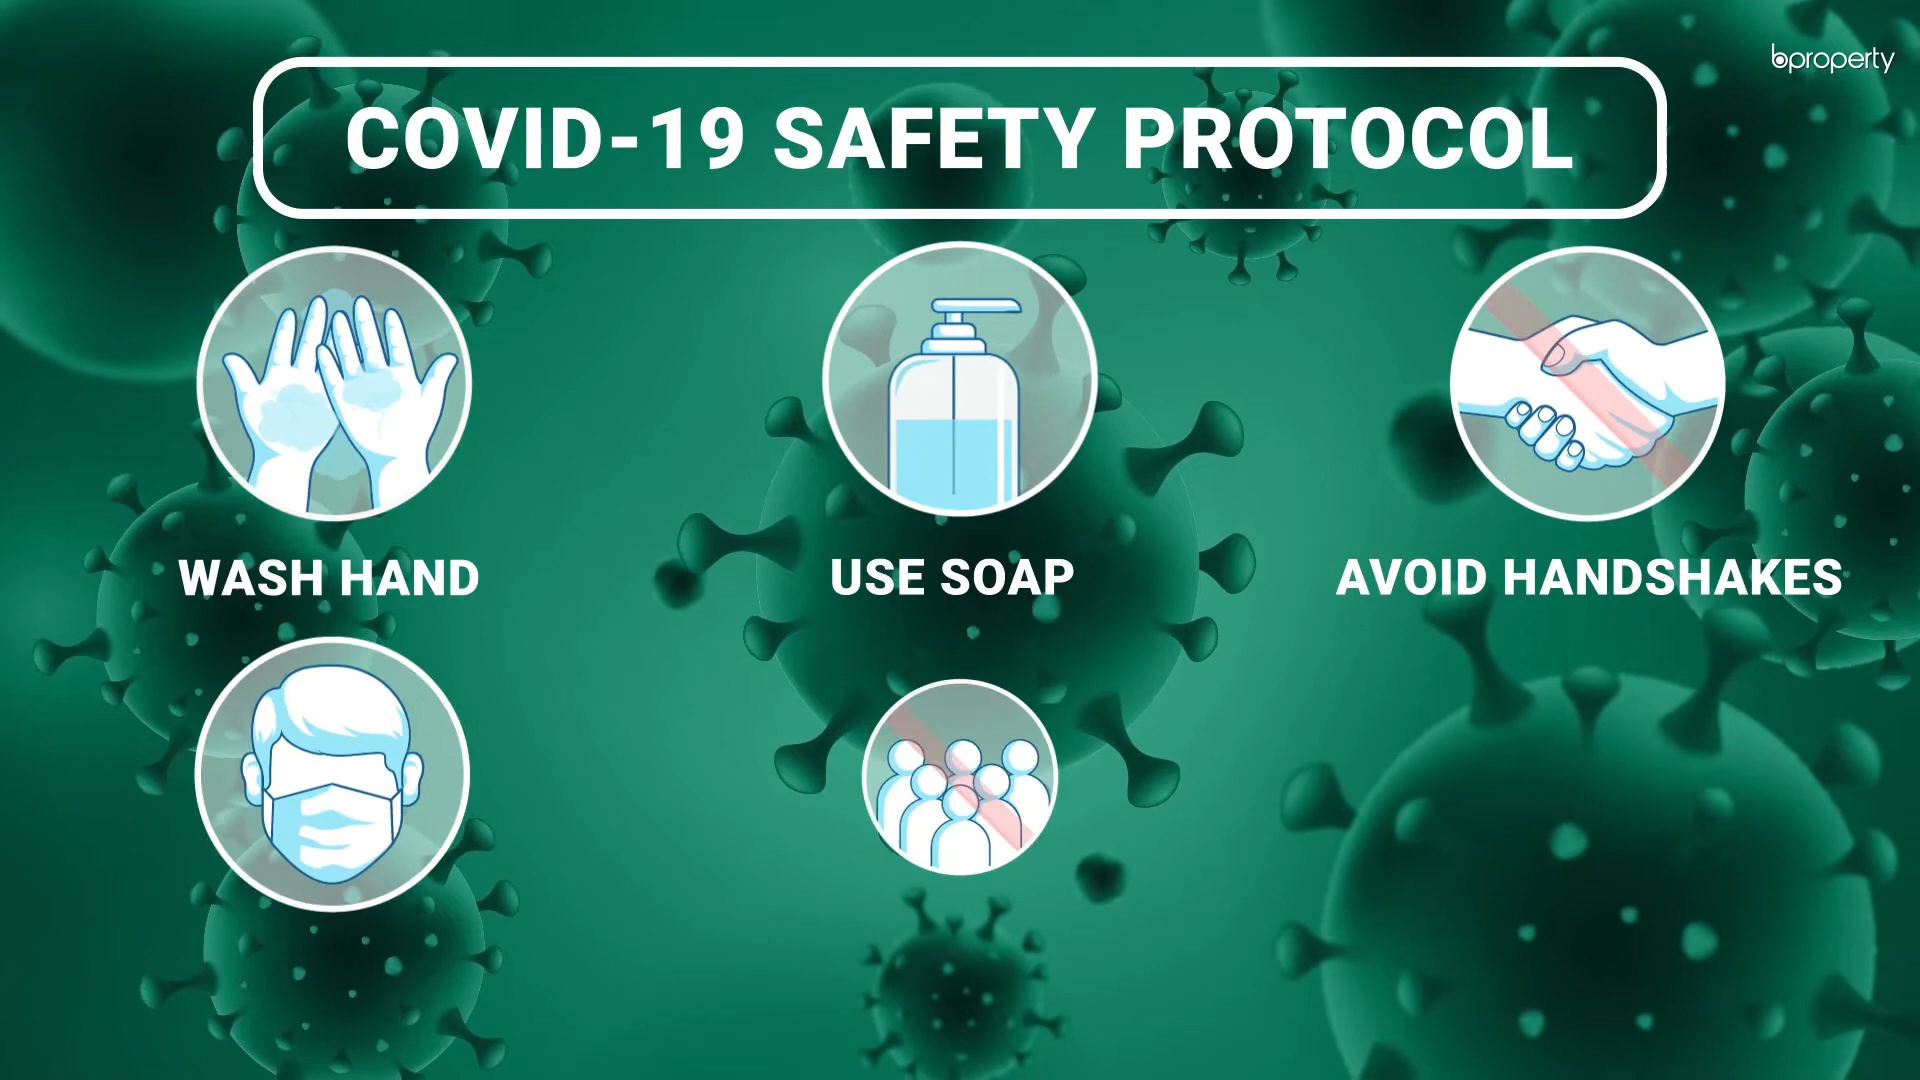 bproperty
COVID-19 SAFETY PROTOCOL
WASH HAND
USE SOAP
AVOID HANDSHAKES